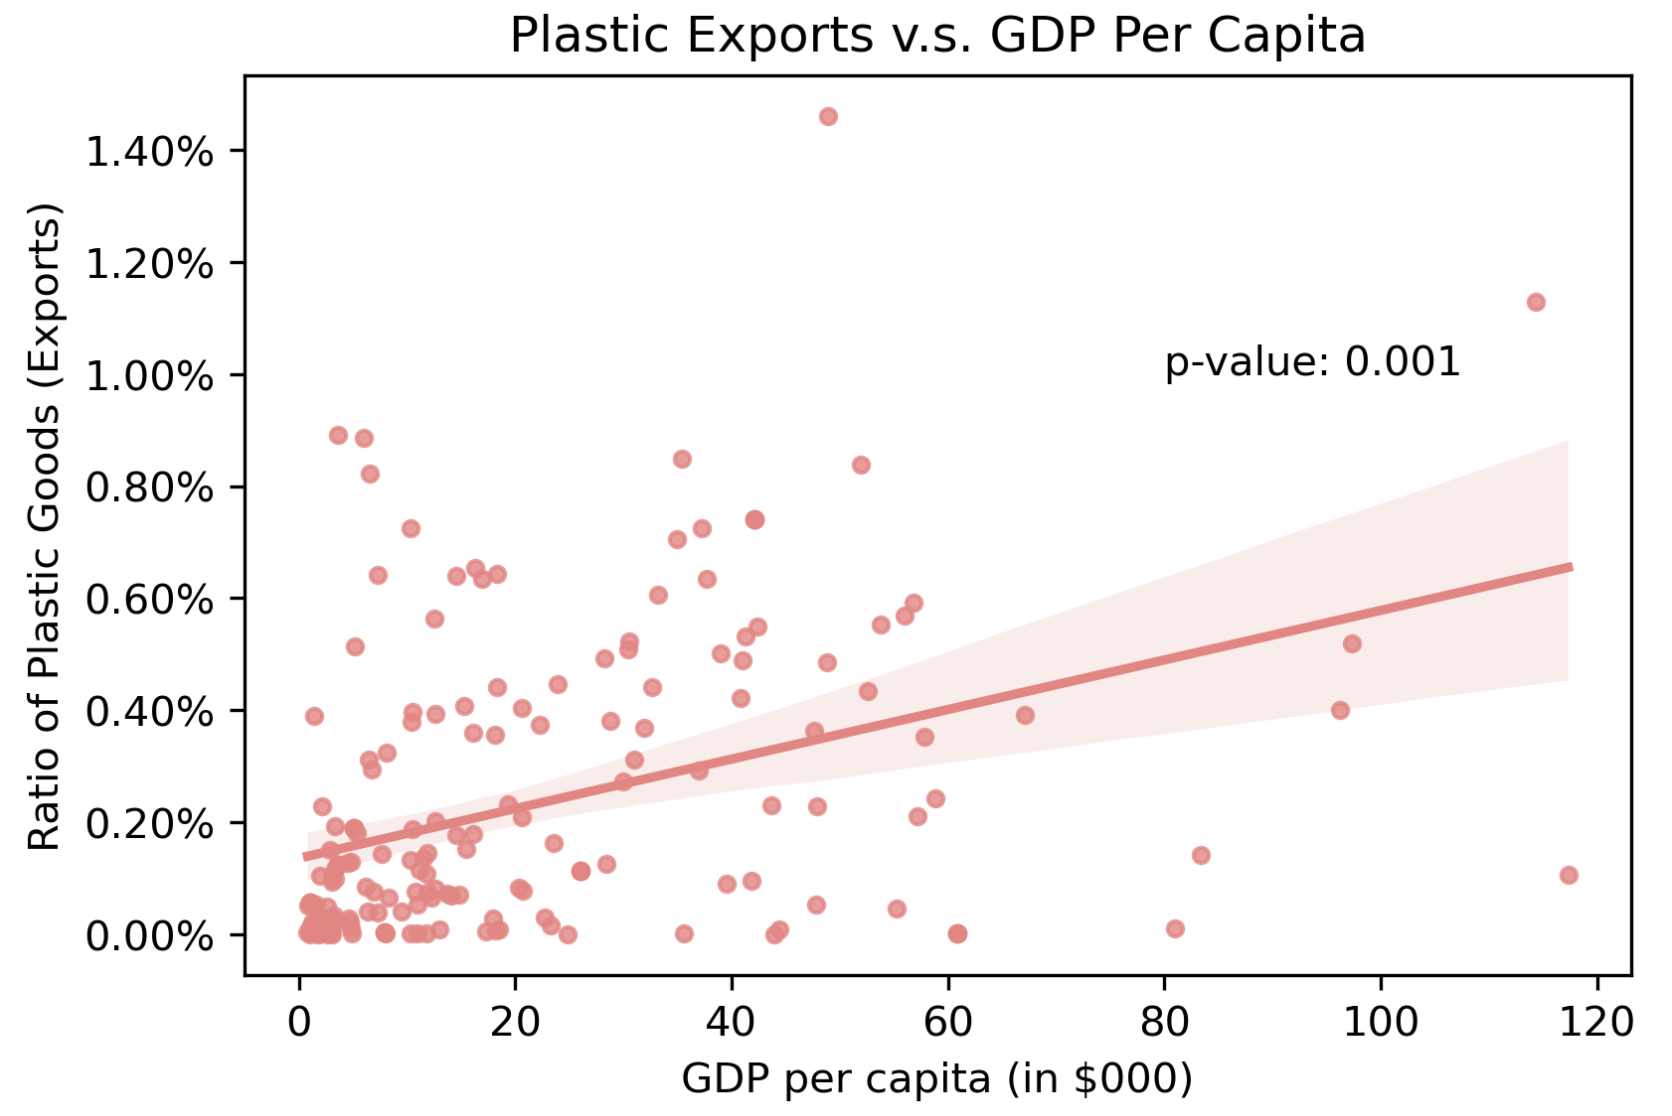 Plastic Exports v.s. GDP Per Capita
Ratio of Plastic Goods (Exports)
1.40%
1.20%
1.00%
0.80%
0.60%
0.40%
0.20%
0.00%
p-value: 0.001
0 20 40 60 80 100 120
GDP per capita (in $000)